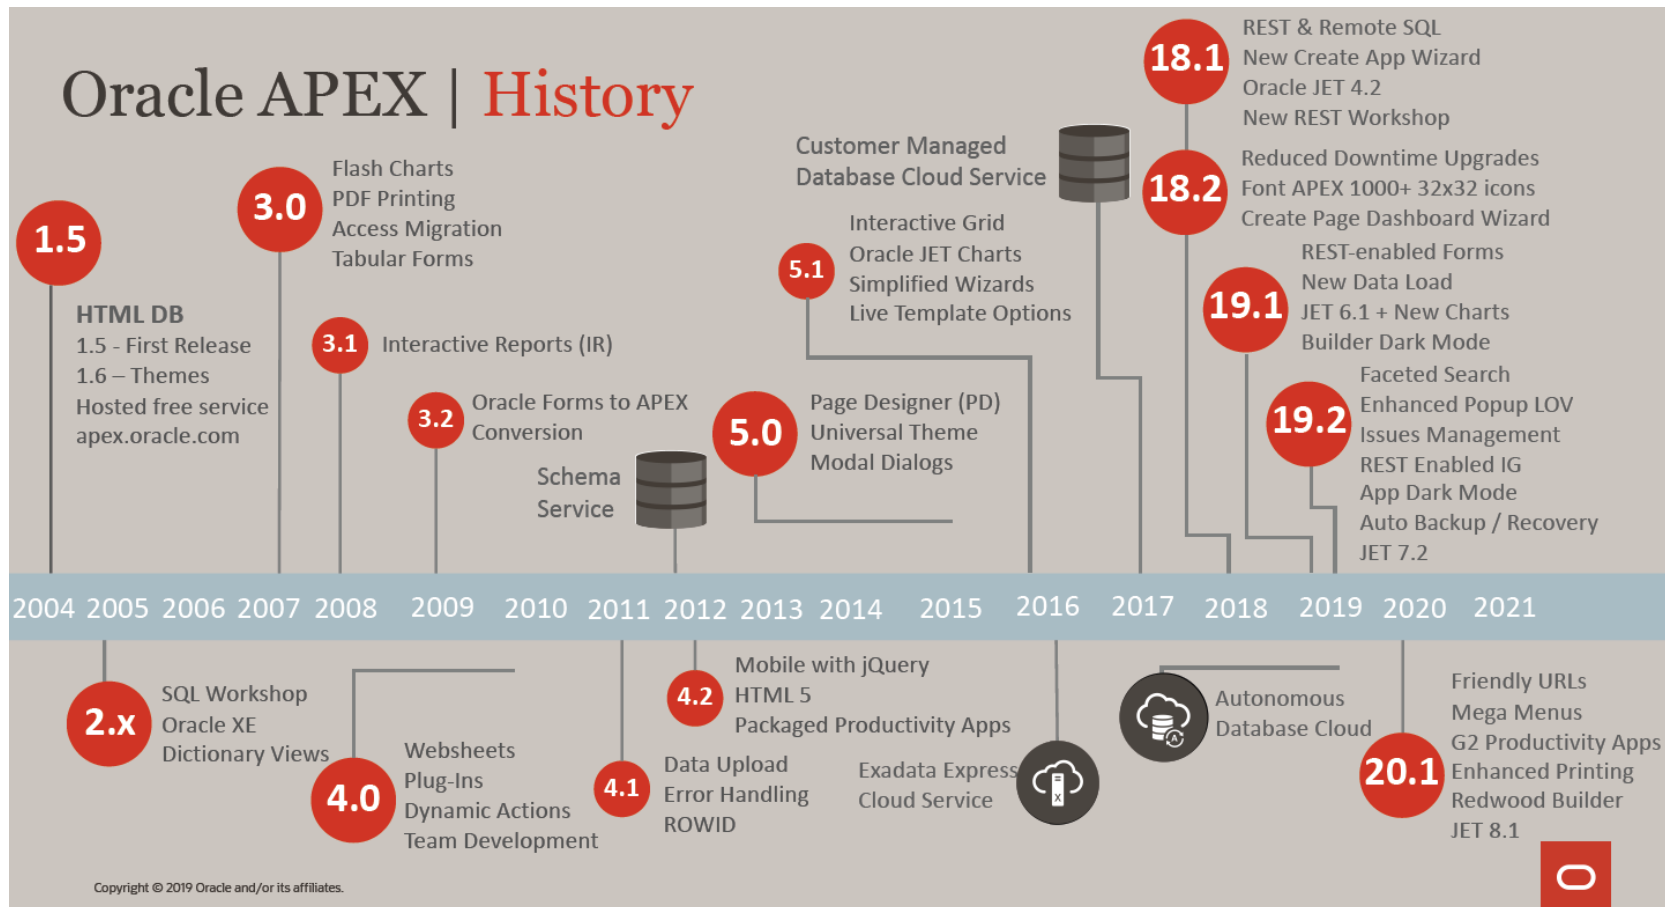 Oracle APEX | History
1.5
HTML DB
1.5 - First Release
1.6 – Themes
Hosted free service
apex.oracle.com
3.0
Flash Charts
PDF Printing
Access Migration
Tabular Forms
3.1
Interactive Reports (IR)
3.2
Oracle Forms to APEX
Conversion
Schema
Service
5.0
Page Designer (PD)
Universal Theme
Modal Dialogs
5.1
Interactive Grid
Oracle JET Charts
Simplified Wizards
Live Template Options
Customer Managed
Database Cloud Service
18.1
REST & Remote SQL
New Create App Wizard
Oracle JET 4.2
New REST Workshop
18.2
Reduced Downtime Upgrades
Font APEX 1000+ 32x32 icons
Create Page Dashboard Wizard
19.1
REST-enabled Forms
New Data Load
JET 6.1 + New Charts
Builder Dark Mode
19.2
Faceted Search
Enhanced Popup LOV
Issues Management
REST Enabled IG
App Dark Mode
Auto Backup / Recovery
JET 7.2
2004 2005 2006 2007 2008 2009 2010 2011 2012 2013 2014 2015 2016 2017 2018 2019 2020 2021
2.x
SQL Workshop
Oracle XE
Dictionary Views
4.0
Websheets
Plug-Ins
Dynamic Actions
Team Development
4.1
Data Upload
Error Handling
ROWID
4.2
Mobile with jQuery
HTML 5
Packaged Productivity Apps
Exadata Express
Cloud Service
X
A
Autonomous
Database Cloud
20.1
Friendly URLs
Mega Menus
G2 Productivity Apps
Enhanced Printing
Redwood Builder
JET 8.1
Copyright © 2019 Oracle and/or its affiliates.